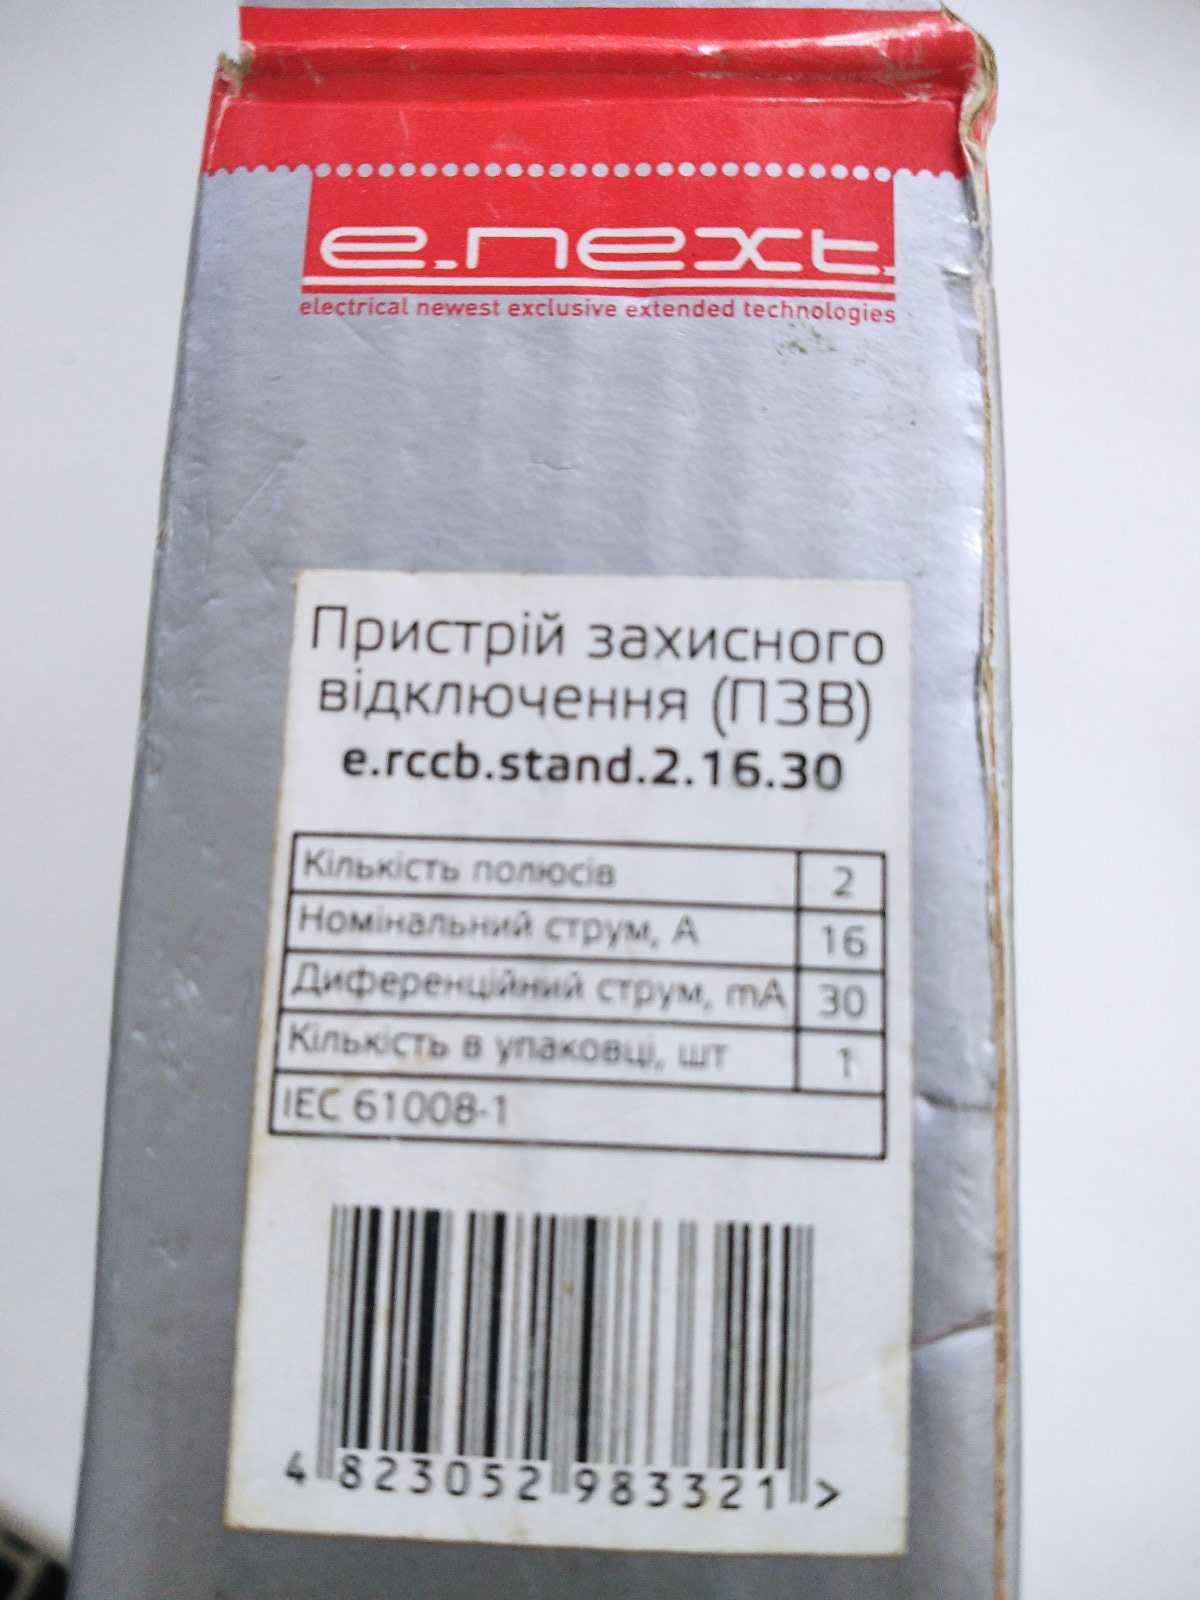 e.next.
electrical newest exclusive extended technologies
Пристрій захисного
відключення (ПЗВ)
e.rccb.stand.2.16.30
Кількість полюсів 2
Номінальний струм, А 16
Диференційний струм, mA 30
Кількість в упаковці, шт 1
IEC 61008-1
4 823052 983321 >